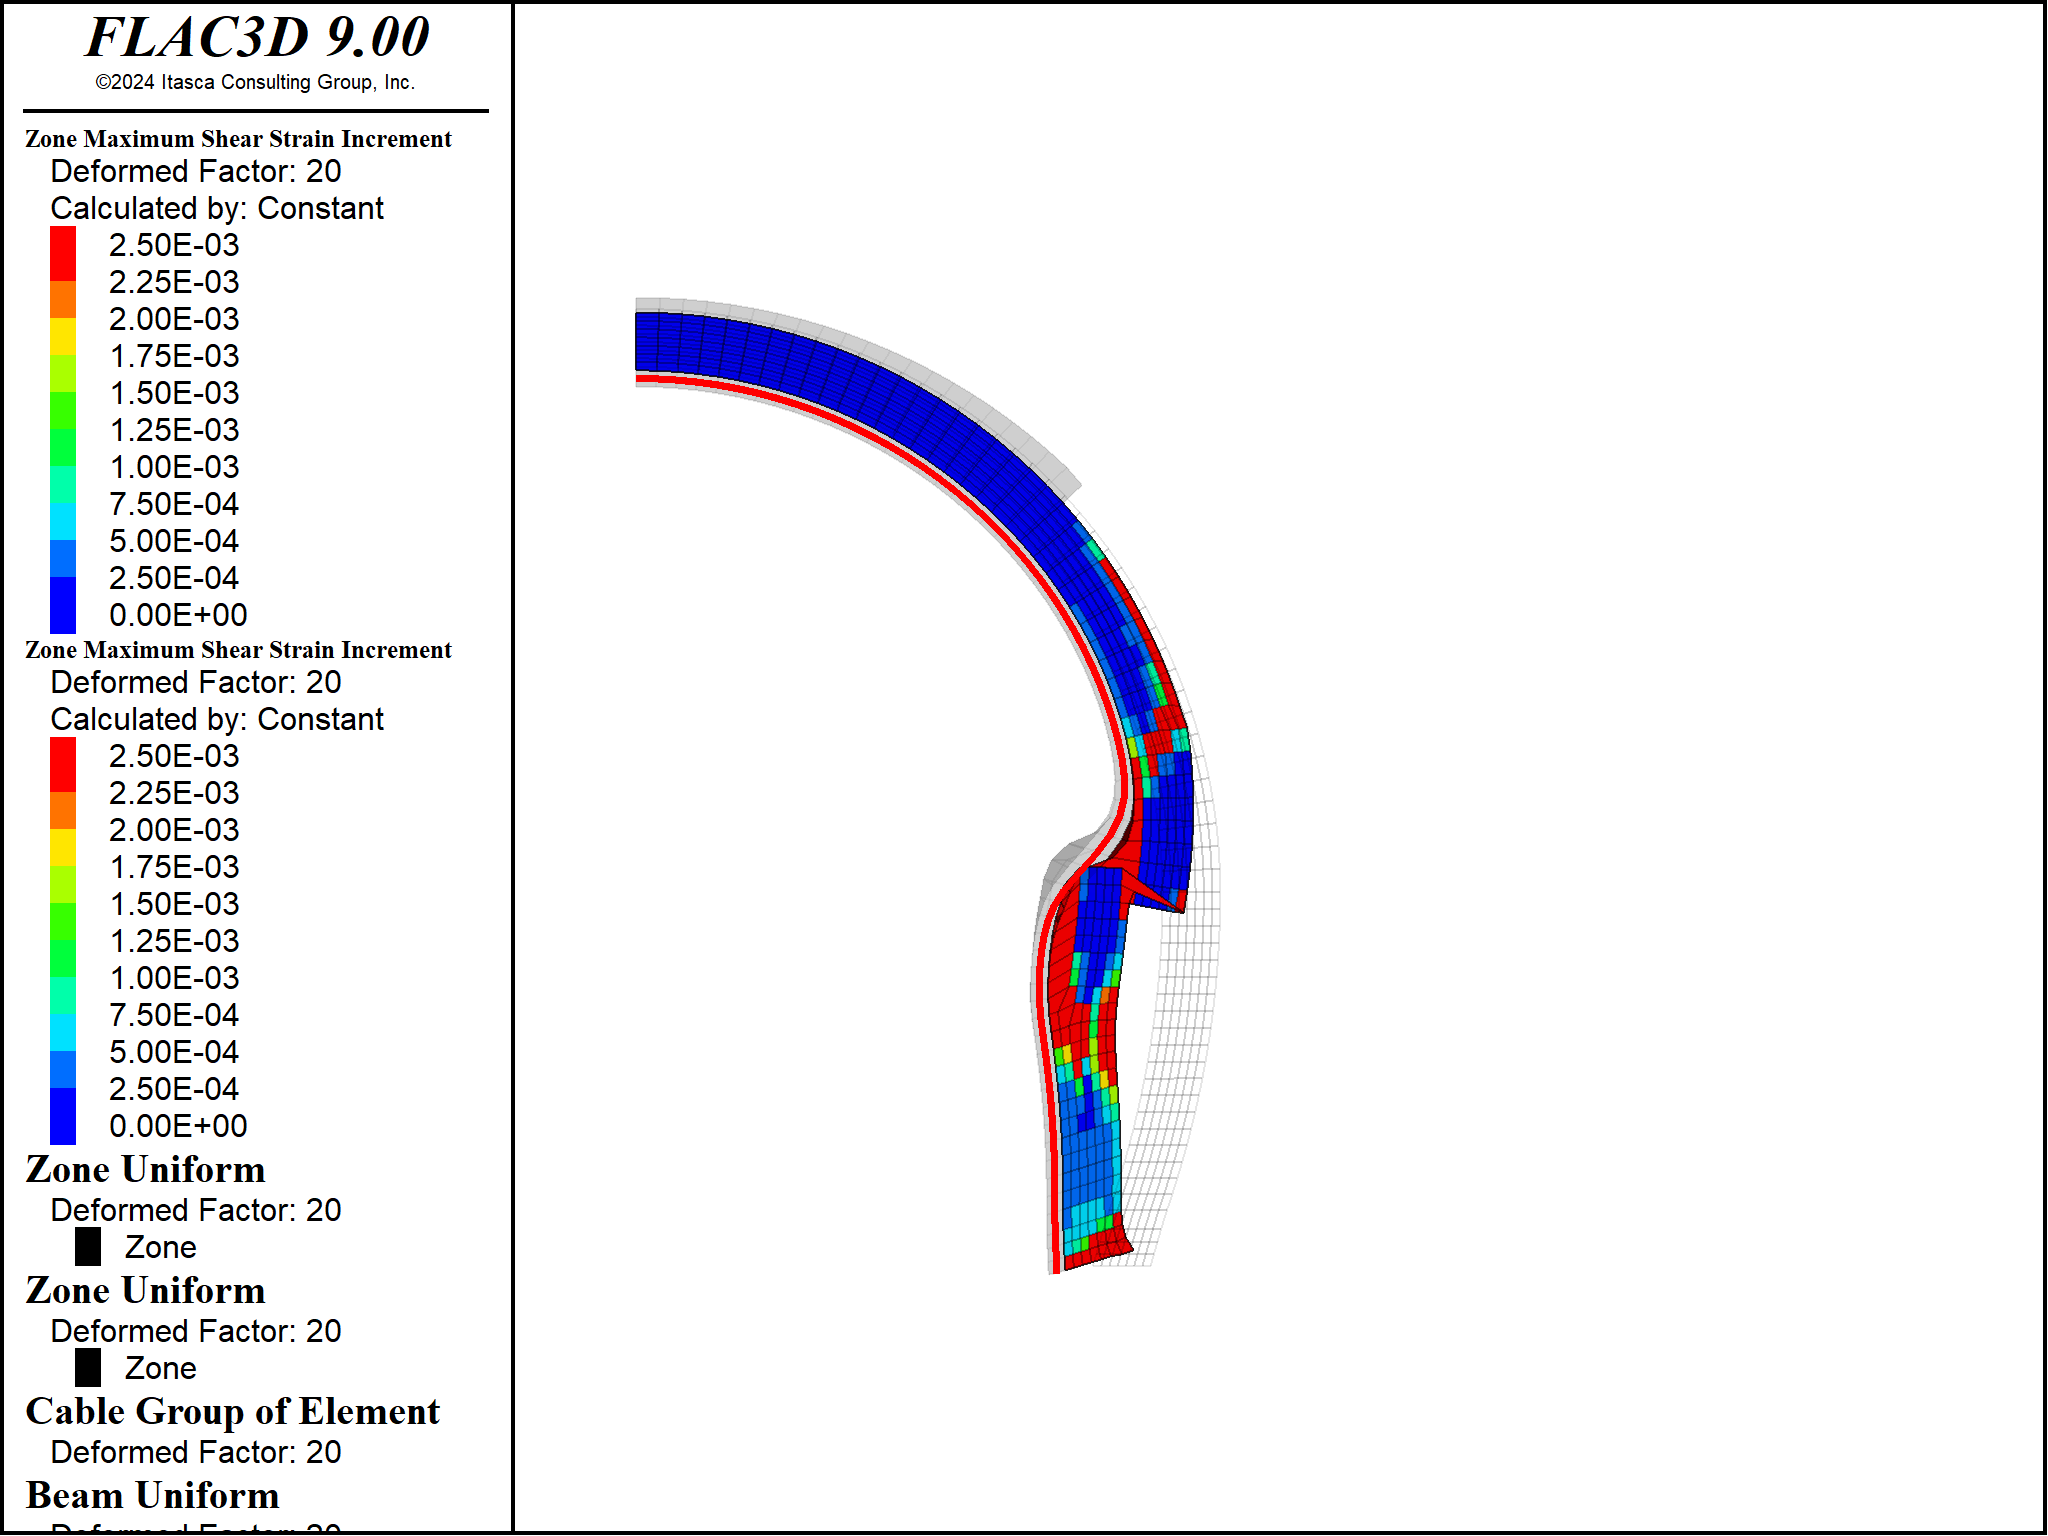 FLAC3D 9.00
©2024 Itasca Consulting Group, Inc.
Zone Maximum Shear Strain Increment
Deformed Factor: 20
Calculated by: Constant
2.50E-03
2.25E-03
2.00E-03
1.75E-03
1.50E-03
1.25E-03
1.00E-03
7.50E-04
5.00E-04
2.50E-04
0.00E+00
Zone Maximum Shear Strain Increment
Deformed Factor: 20
Calculated by: Constant
2.50E-03
2.25E-03
2.00E-03
1.75E-03
1.50E-03
1.25E-03
1.00E-03
7.50E-04
5.00E-04
2.50E-04
0.00E+00
Zone Uniform
Deformed Factor: 20
Zone
Zone Uniform
Deformed Factor: 20
Zone
Cable Group of Element
Deformed Factor: 20
Beam Uniform